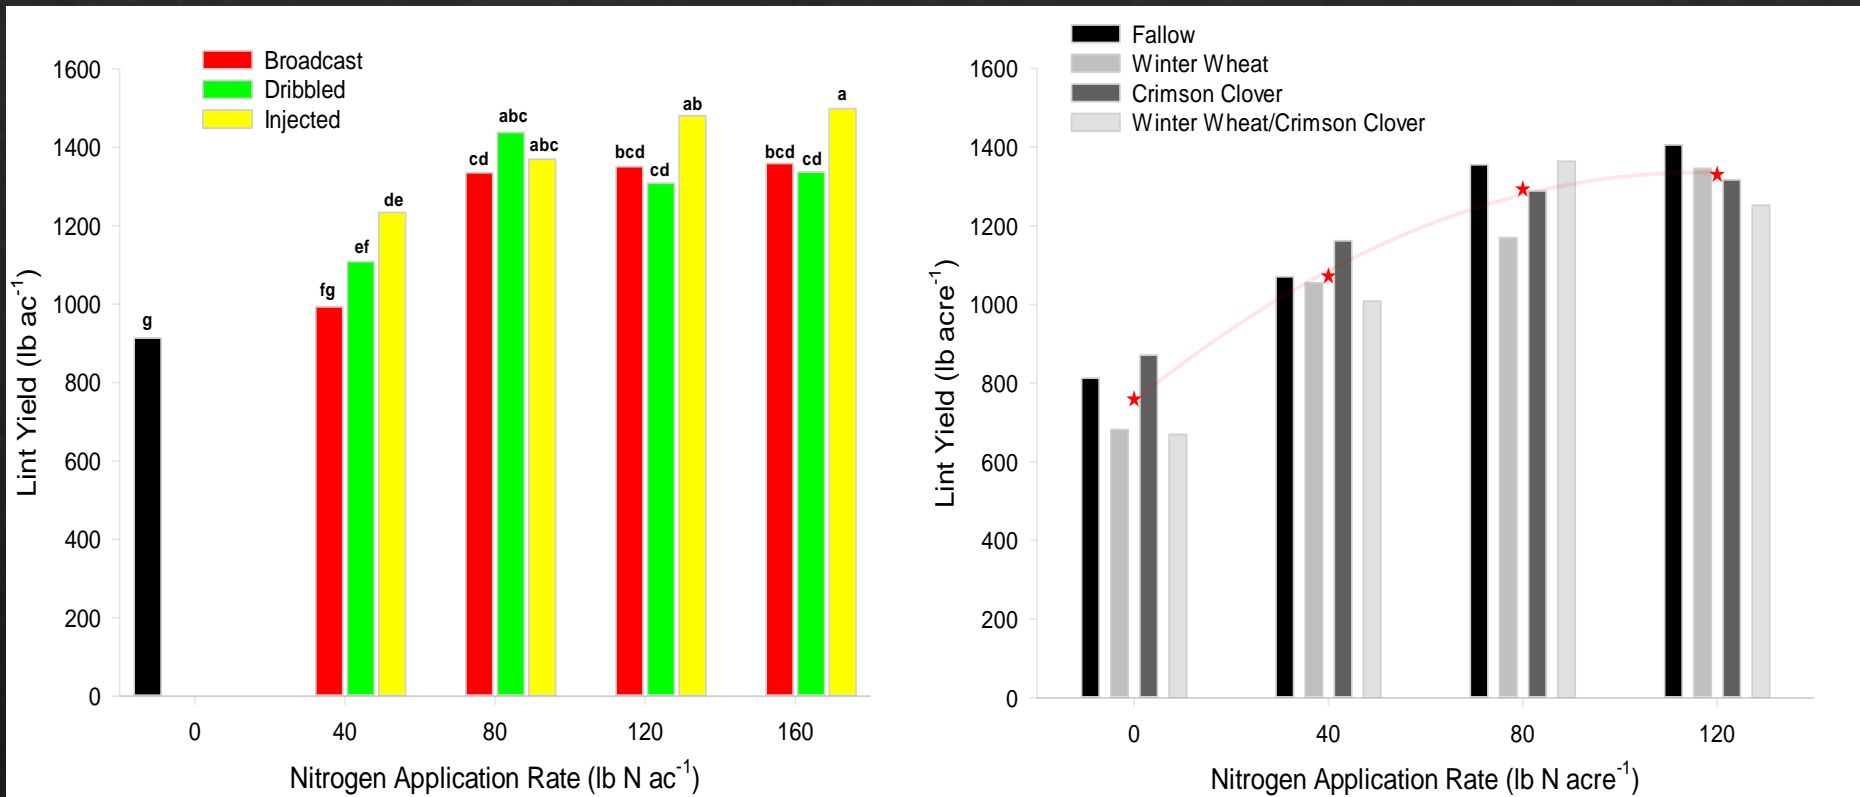 Broadcast
Dribbled
Injected
1600
1400
1200
1000
800
600
400
200
0
Lint Yield (lb ac⁻¹)
g
fg
ef
de
cd
abc
abc
bcd
cd
ab
bcd
cd
a
0 40 80 120 160
Nitrogen Application Rate (lb N ac⁻¹)
Fallow
Winter Wheat
Crimson Clover
Winter Wheat/Crimson Clover
1600
1400
1200
1000
800
600
400
200
0
Lint Yield (lb acre⁻¹)
0 40 80 120
Nitrogen Application Rate (lb N acre⁻¹)